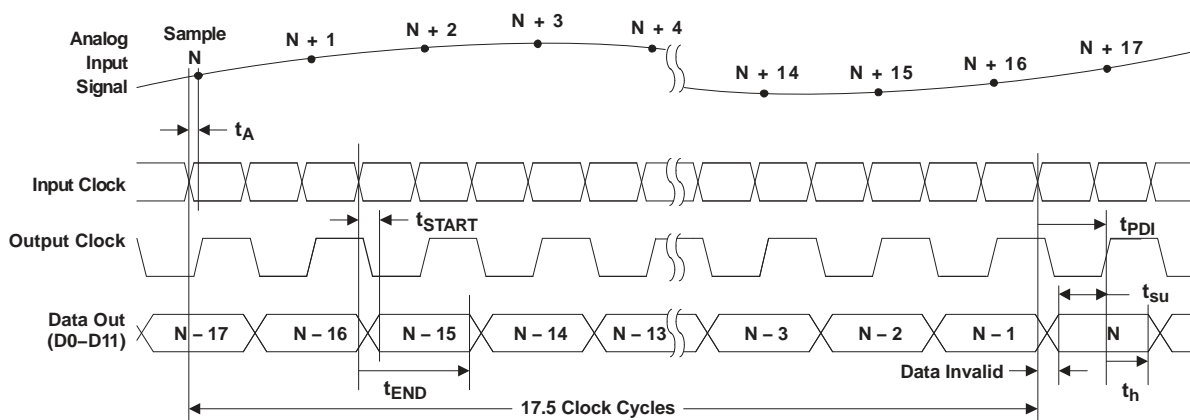 Analog
Input
Signal
Sample
N
N + 1
N + 2
N + 3
N + 4
N + 14
N + 15
N + 16
N + 17
tA
Input Clock
tSTART
tPDI
Output Clock
tsu
Data Out
(D0–D11)
N – 17
N – 16
N – 15
N – 14
N – 13
N – 3
N – 2
N – 1
N
tEND
Data Invalid
th
17.5 Clock Cycles